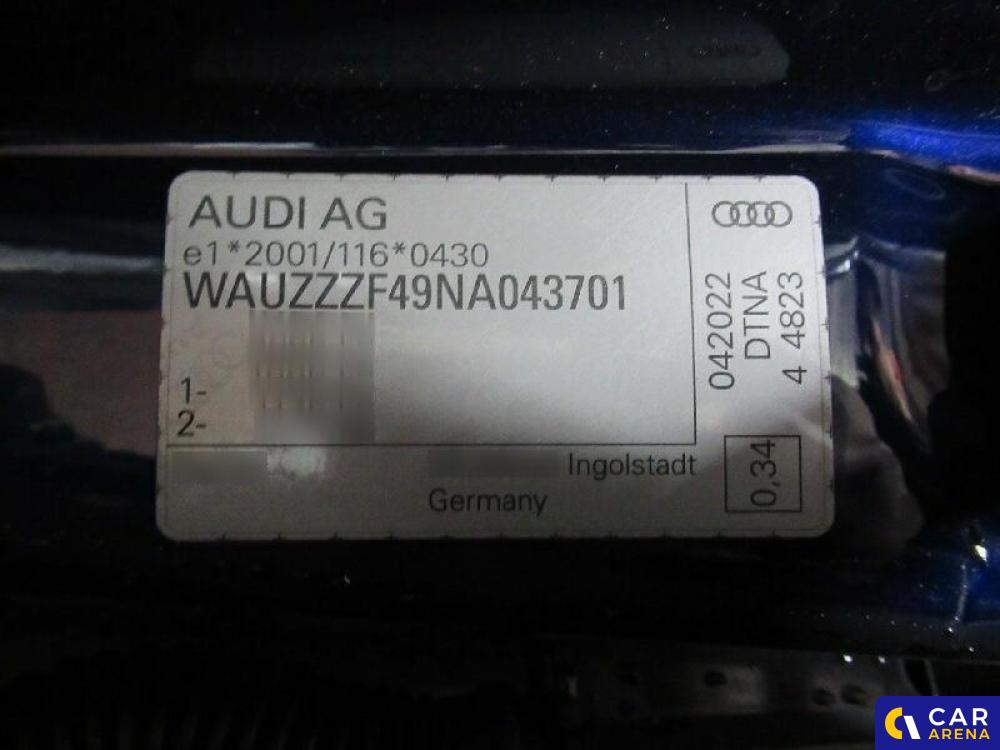 AUDI AG
e1*2001/116*0430
WAUZZZF49NA043701
1-
2-
Ingolstadt
Germany
042022
DTNA
4 4823
0,34
CAR
ARENA